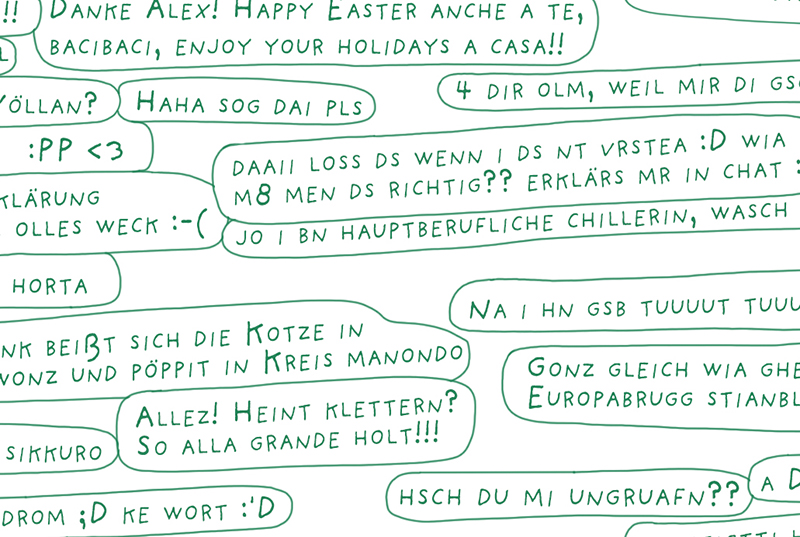 !!
DANKE ALEX! HAPPY EASTER ANCHE A TE,
BACIBACI, ENJOY YOUR HOLIDAYS A CASA!!
L
4 DIR OLM, WEIL MIR DI GS
VÖLLAN?
HAHA SOG DAI PLS
:PP <3
DAAII LOSS DS WENN I DS NT VRSTEA :D WIA
M8 MEN DS RICHTIG?? ERKLÄRS MR IN CHAT :
KLÄRUNG
OLLES WECK :-(
JO I BN HAUPTBERUFLICHE CHILLERIN, WASCH
HORTA
NA I HN GSB TUUUUT TUUU
NK BEIẞT SICH DIE KOTZE IN
WONZ UND PÖPPIT IN KREIS MANONDO
GONZ GLEICH WIA GHE
EUROPABRUGG STIANBL
ALLEZ! HEINT KLETTERN?
SO ALLA GRANDE HOLT!!!
SIKKURO
HSCH DU MI UNGRUAFN??
A D
DROM ;D KE WORT :'D